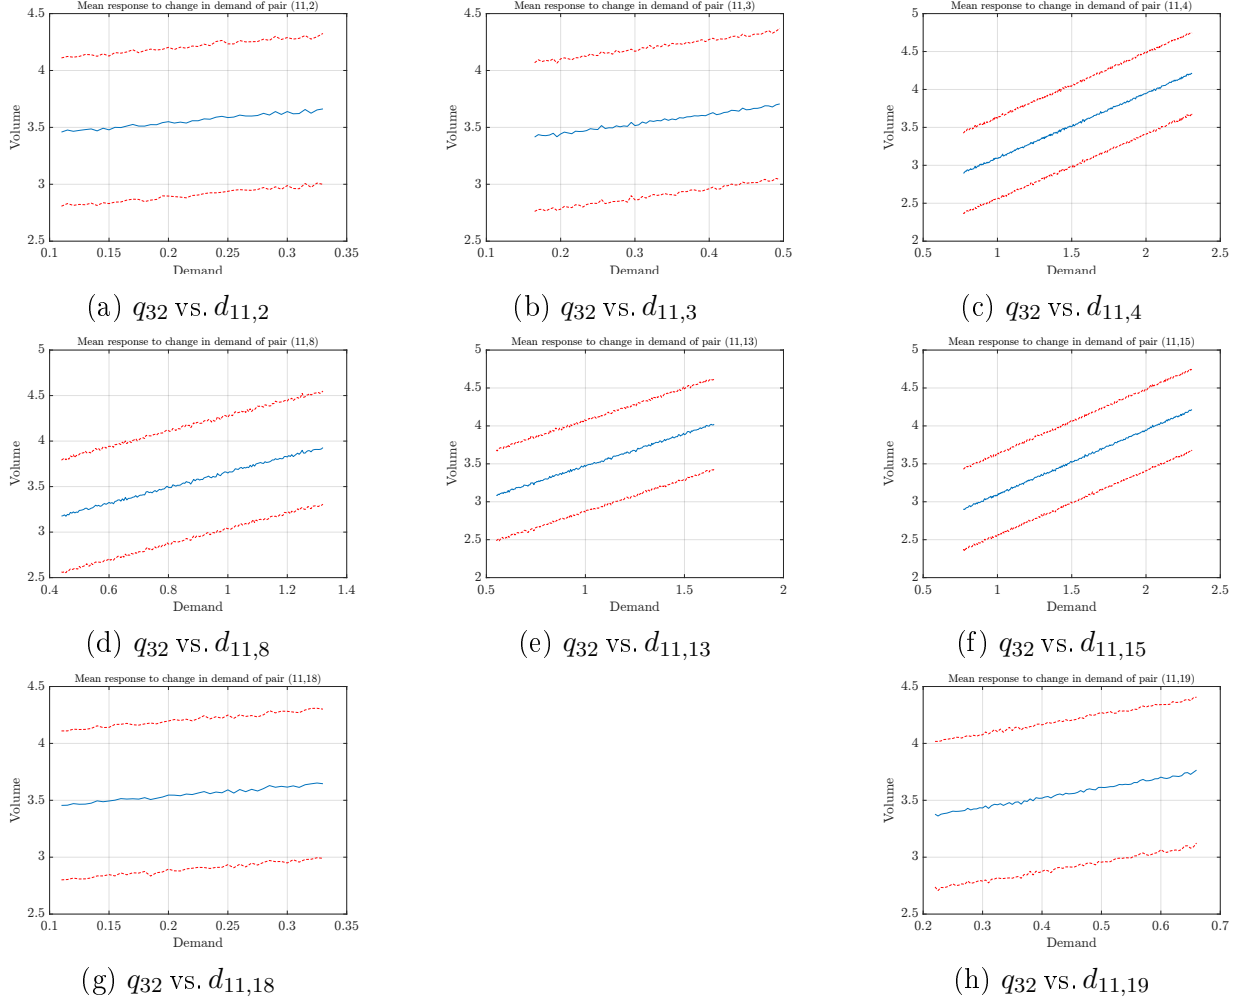 Mean response to change in demand of pair (11,2)
4.5
4
3.5
3
2.5
Volume
0.1 0.15 0.2 0.25 0.3 0.35
Demand
(a) q32 vs. d11,2
Mean response to change in demand of pair (11,3)
4.5
4
3.5
3
2.5
Volume
0.1 0.2 0.3 0.4 0.5
Demand
(b) q32 vs. d11,3
Mean response to change in demand of pair (11,4)
5
4.5
4
3.5
3
2.5
2
Volume
0.5 1 1.5 2 2.5
Demand
(c) q32 vs. d11,4
Mean response to change in demand of pair (11,8)
5
4.5
4
3.5
3
2.5
Volume
0.4 0.6 0.8 1 1.2 1.4
Demand
(d) q32 vs. d11,8
Mean response to change in demand of pair (11,13)
5
4.5
4
3.5
3
2.5
2
Volume
0.5 1 1.5 2
Demand
(e) q32 vs. d11,13
Mean response to change in demand of pair (11,15)
5
4.5
4
3.5
3
2.5
2
Volume
0.5 1 1.5 2 2.5
Demand
(f) q32 vs. d11,15
Mean response to change in demand of pair (11,18)
4.5
4
3.5
3
2.5
Volume
0.1 0.15 0.2 0.25 0.3 0.35
Demand
(g) q32 vs. d11,18
Mean response to change in demand of pair (11,19)
4.5
4
3.5
3
2.5
Volume
0.2 0.3 0.4 0.5 0.6 0.7
Demand
(h) q32 vs. d11,19